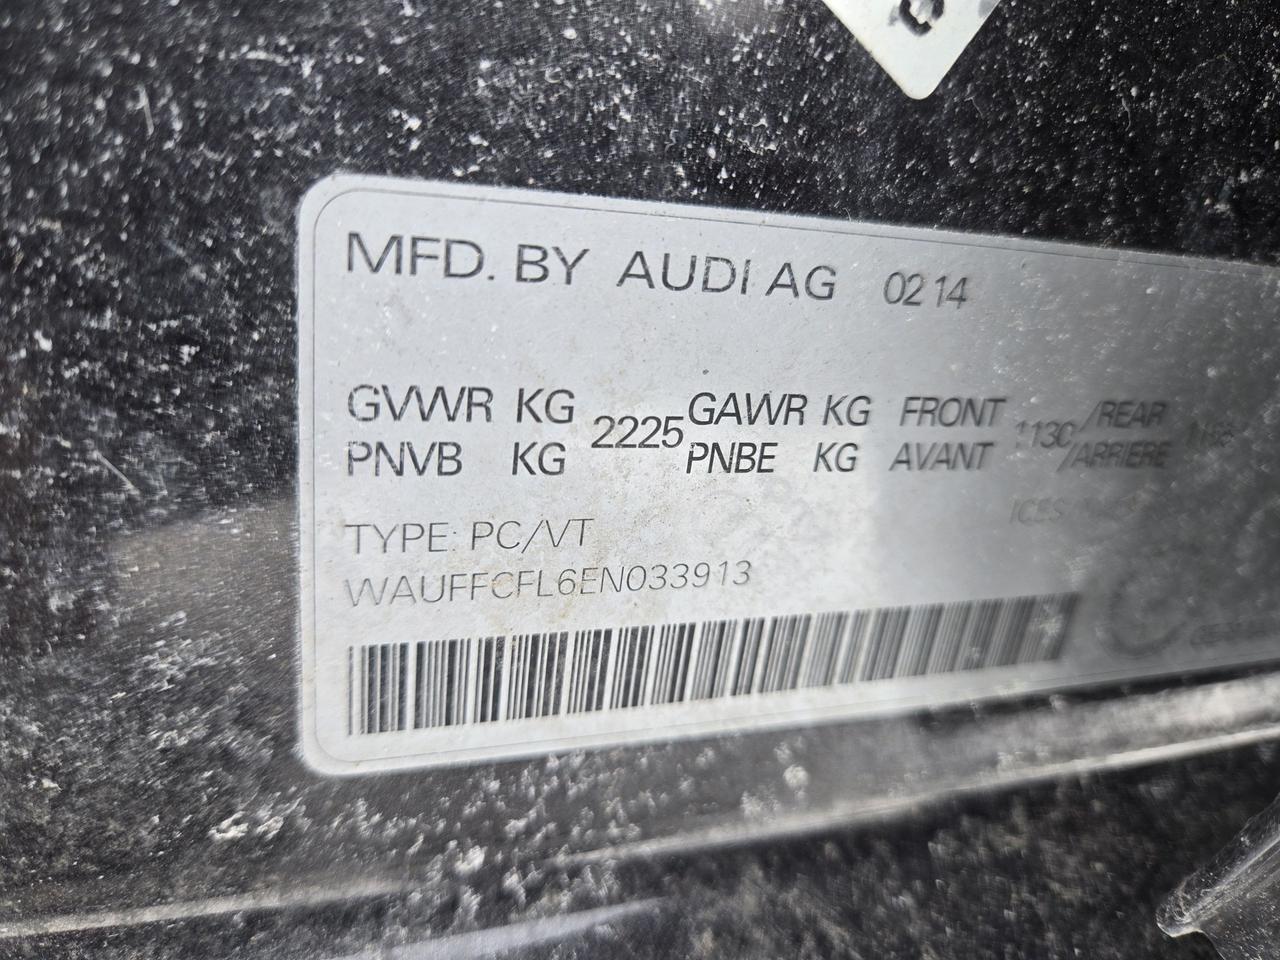 MFD. BY AUDI AG 02 14
GVWR KG 2225 GAWR KG FRONT 1130 /REAR
PNVB KG PNBE KG AVANT /ARRIERE
TYPE: PC/VT
WAUFFCFL6EN033913